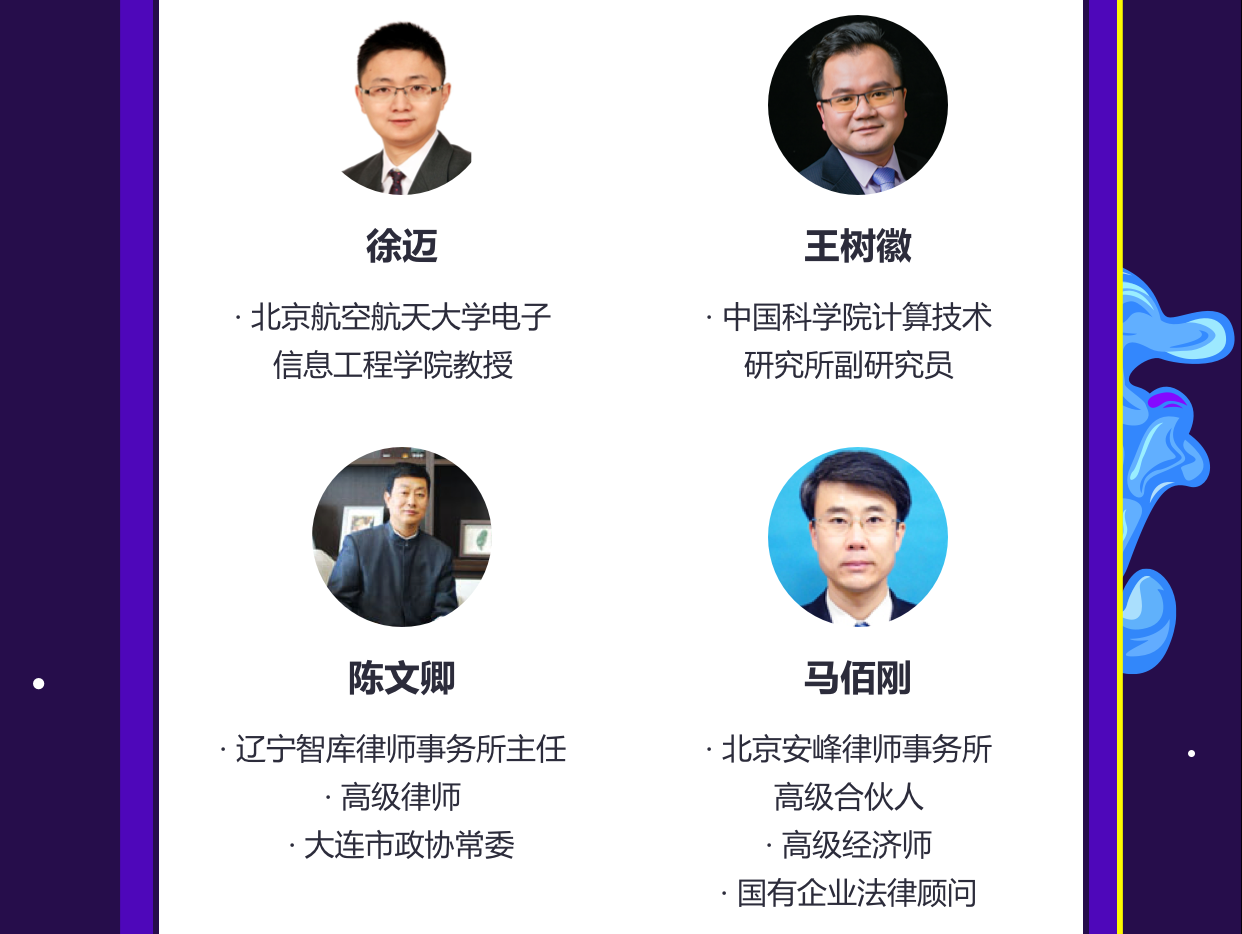 徐迈
· 北京航空航天大学电子
信息工程学院教授
王树徽
· 中国科学院计算技术
研究所副研究员
陈文卿
· 辽宁智库律师事务所主任
· 高级律师
· 大连市政协常委
马佰刚
· 北京安峰律师事务所
高级合伙人
· 高级经济师
· 国有企业法律顾问